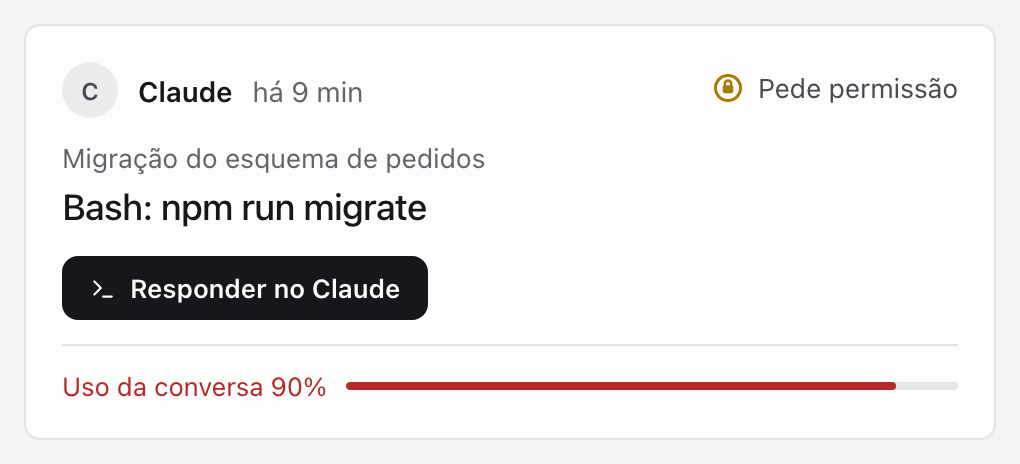 C Claude há 9 min Pede permissão
Migração do esquema de pedidos
Bash: npm run migrate
>_ Responder no Claude
Uso da conversa 90%